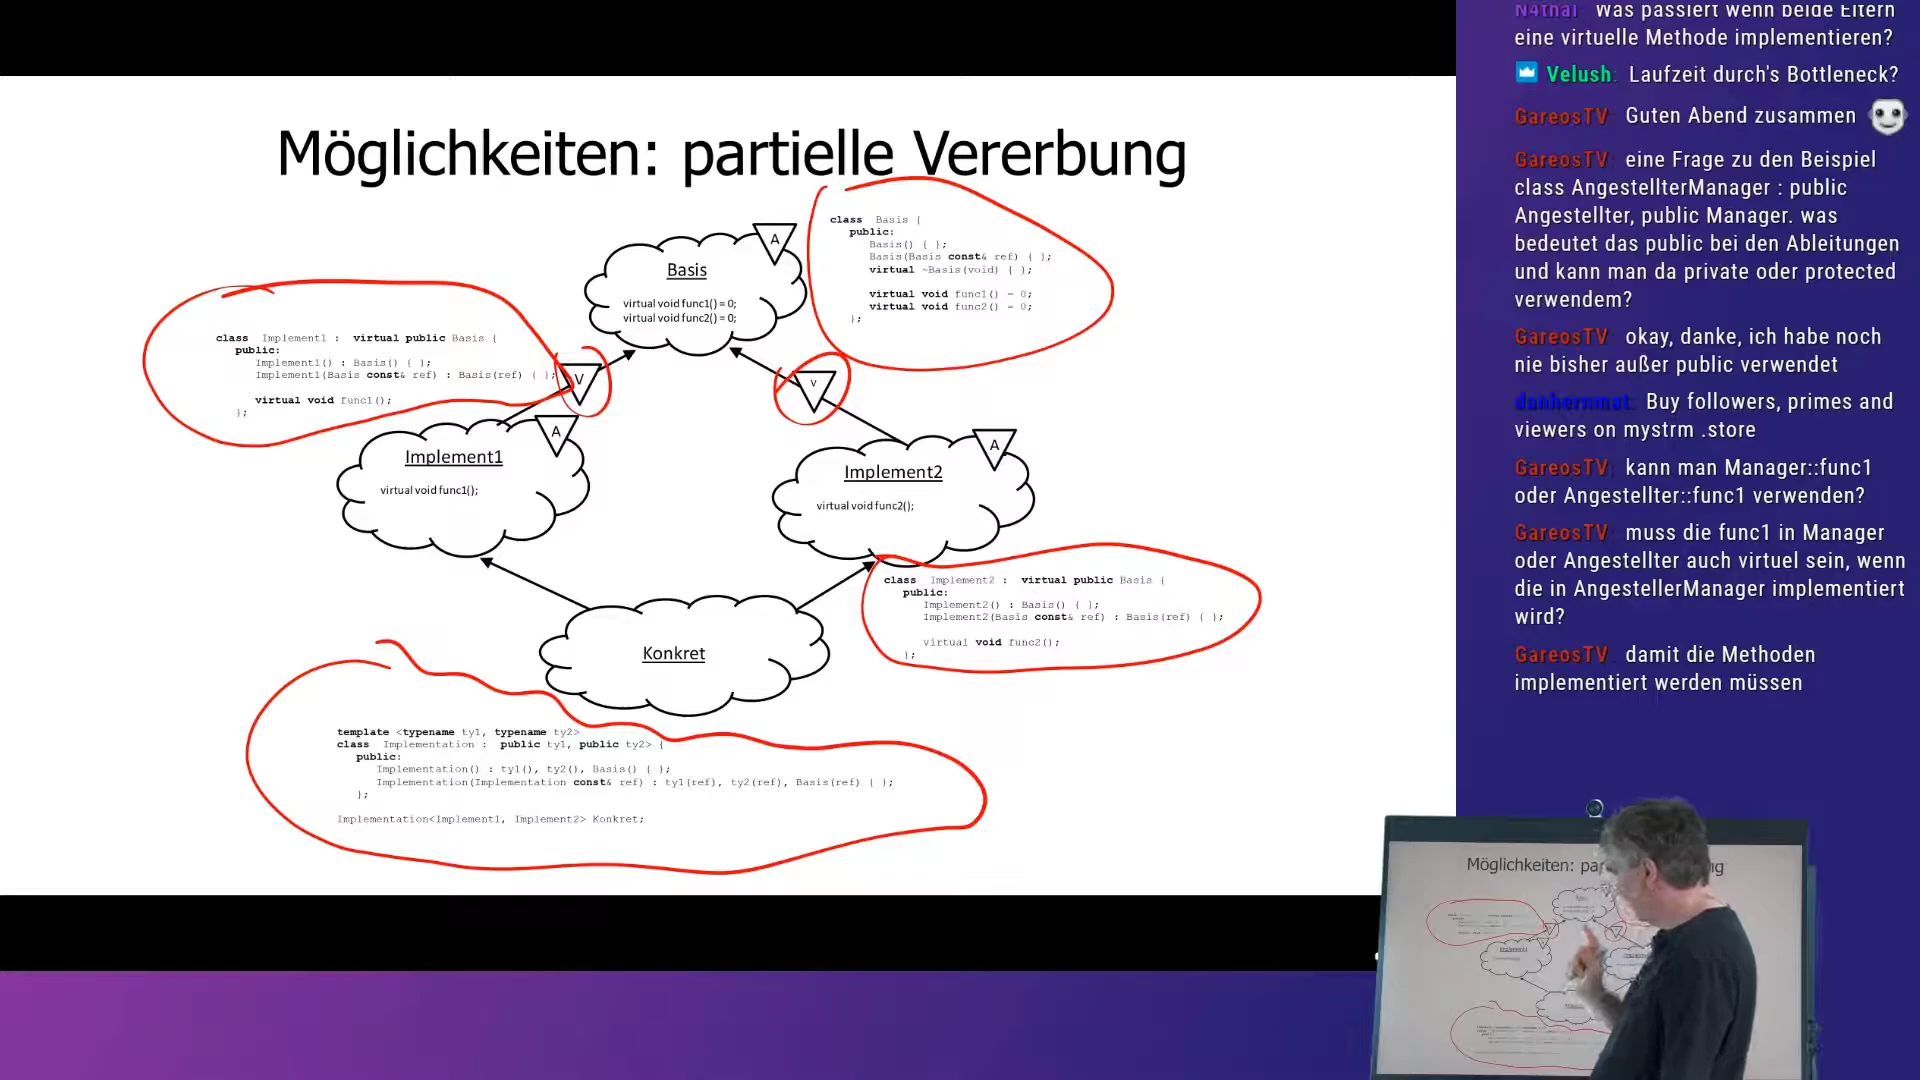 Möglichkeiten: partielle Vererbung
class Basis {
public:
Basis() { };
Basis(Basis const& ref) { };
virtual ~Basis(void) { };
virtual void func1() = 0;
virtual void func2() = 0;
};
A
Basis
virtual void func1() = 0;
virtual void func2() = 0;
class Implement1 : virtual public Basis {
public:
Implement1() : Basis() { };
Implement1(Basis const& ref) : Basis(ref) { };
virtual void func1();
};
V
v
A
Implement1
virtual void func1();
A
Implement2
virtual void func2();
class Implement2 : virtual public Basis {
public:
Implement2() : Basis() { };
Implement2(Basis const& ref) : Basis(ref) { };
virtual void func2();
};
Konkret
template <typename ty1, typename ty2>
class Implementation : public ty1, public ty2> {
public:
Implementation() : ty1(), ty2(), Basis() { };
Implementation(Implementation const& ref) : ty1(ref), ty2(ref), Basis(ref) { };
};
Implementation<Implement1, Implement2> Konkret;
N4thal: Was passiert wenn beide Eltern
eine virtuelle Methode implementieren?
Velush: Laufzeit durch's Bottleneck?
GareosTV: Guten Abend zusammen
GareosTV: eine Frage zu den Beispiel
class AngestellterManager : public
Angestellter, public Manager. was
bedeutet das public bei den Ableitungen
und kann man da private oder protected
verwendem?
GareosTV: okay, danke, ich habe noch
nie bisher außer public verwendet
danhernmat: Buy followers, primes and
viewers on mystrm .store
GareosTV: kann man Manager::func1
oder Angestellter::func1 verwenden?
GareosTV: muss die func1 in Manager
oder Angestellter auch virtuel sein, wenn
die in AngestellerManager implementiert
wird?
GareosTV: damit die Methoden
implementiert werden müssen
Möglichkeiten: